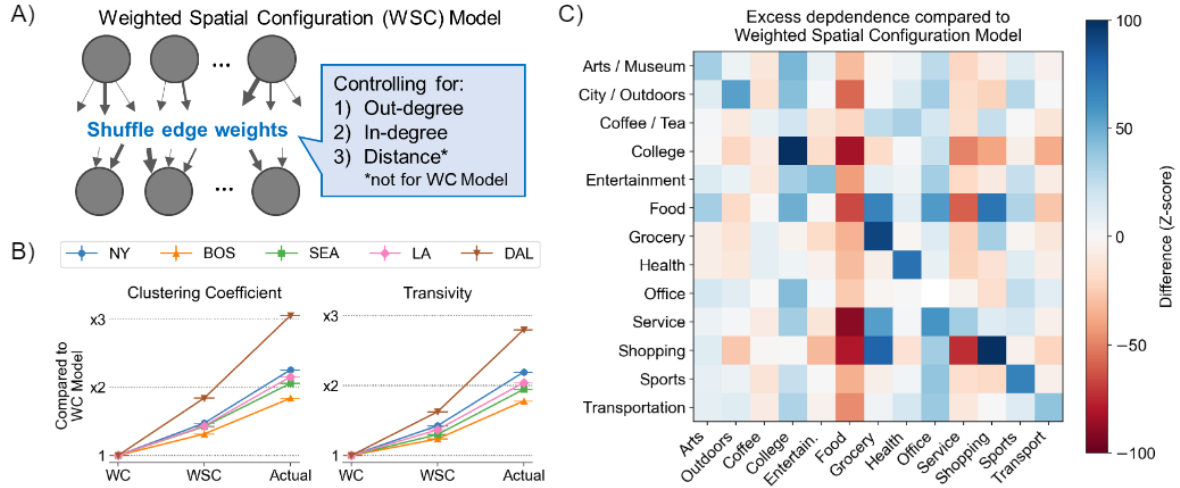 A)
Weighted Spatial Configuration (WSC) Model
...
Shuffle edge weights
...
Controlling for:
1) Out-degree
2) In-degree
3) Distance*
*not for WC Model
B)
NY BOS SEA LA DAL
Clustering Coefficient
Compared to
WC Model
x3
x2
1
WC WSC Actual
Transivity
x3
x2
1
WC WSC Actual
C)
Excess depdendence compared to
Weighted Spatial Configuration Model
Arts / Museum
City / Outdoors
Coffee / Tea
College
Entertainment
Food
Grocery
Health
Office
Service
Shopping
Sports
Transportation
Arts
Outdoors
Coffee
College
Entertain.
Food
Grocery
Health
Office
Service
Shopping
Sports
Transport
100
50
0
−50
−100
Difference (Z-score)